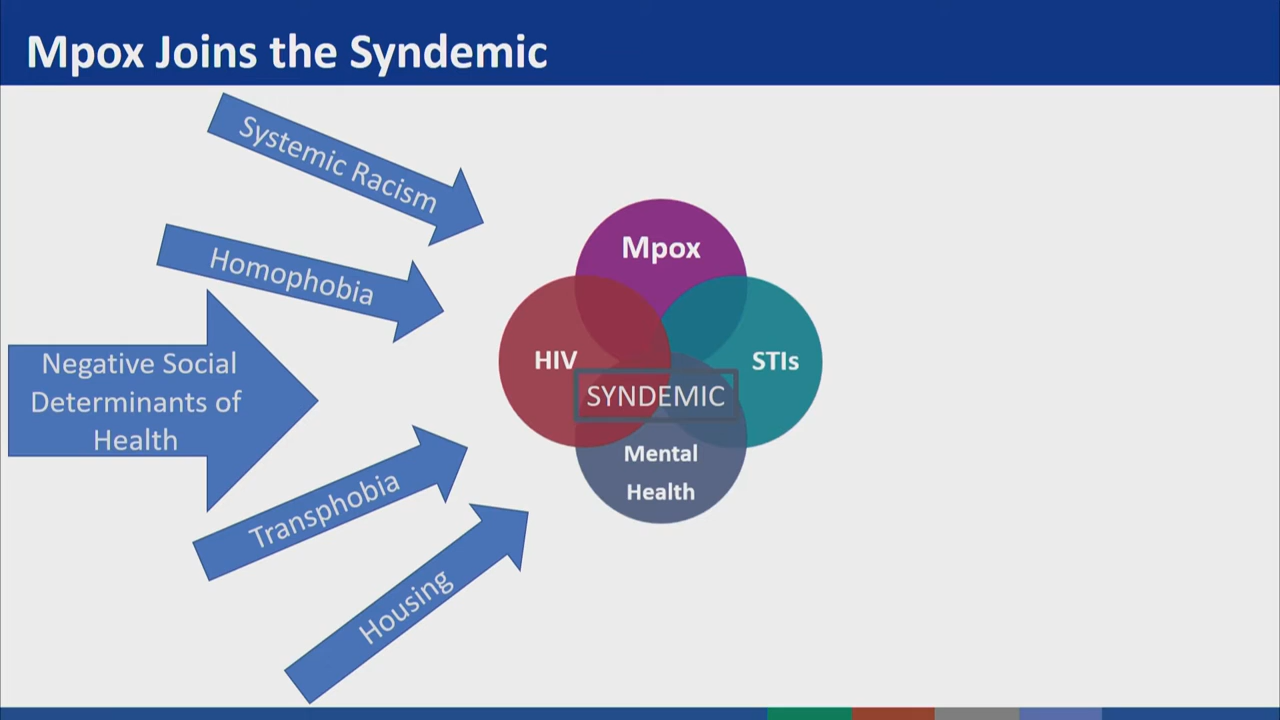 Mpox Joins the Syndemic
Systemic Racism
Homophobia
Negative Social
Determinants of
Health
Transphobia
Housing
Mpox
HIV
STIs
SYNDEMIC
Mental
Health